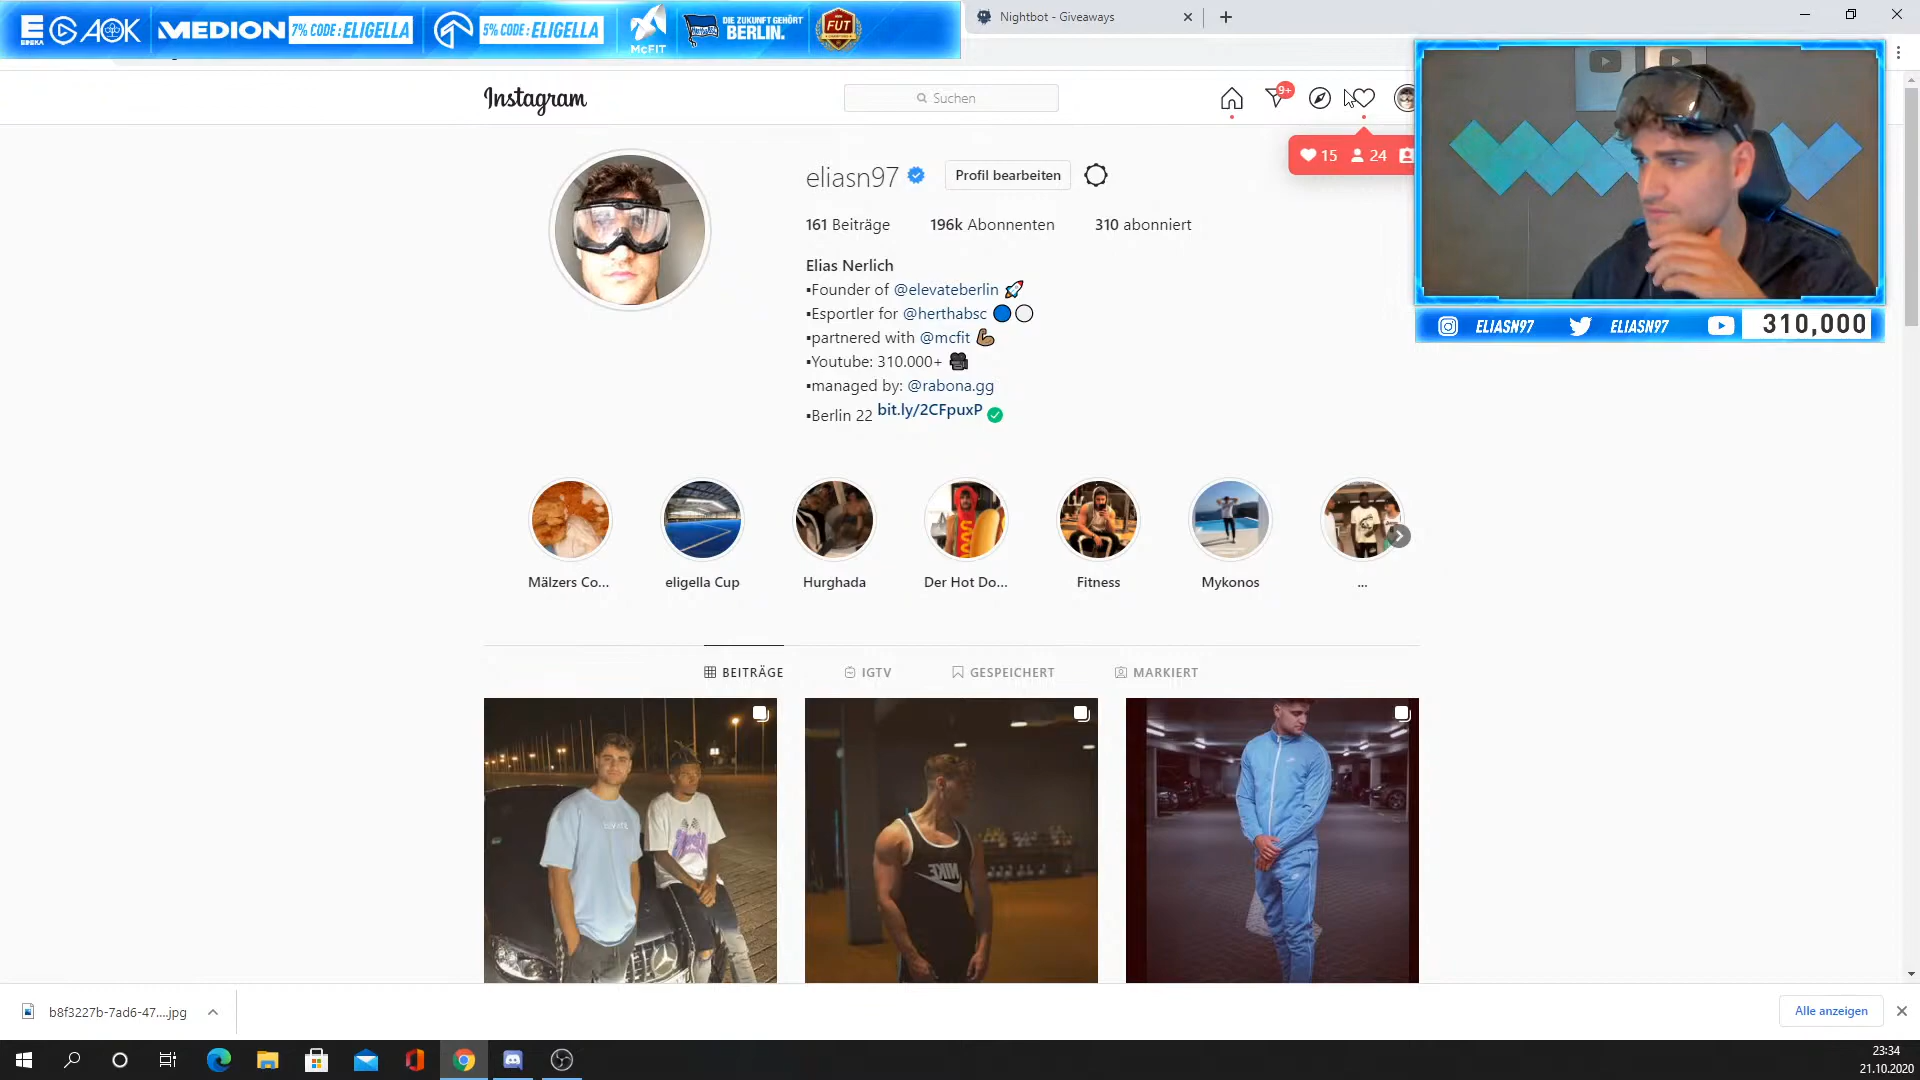 EISEKA AOK MEDION 7% CODE: ELIGELLA 5% CODE: ELIGELLA McFIT DIE ZUKUNFT GEHÖRT BERLIN. FUT
Nightbot - Giveaways
Instagram
Suchen
9+
15 24
eliasn97 Profil bearbeiten
161 Beiträge 196k Abonnenten 310 abonniert
Elias Nerlich
▪Founder of @elevateberlin 🚀
▪Esportler for @herthabsc 🔵⚪
▪partnered with @mcfit 💪🏽
▪Youtube: 310.000+ 🎥
▪managed by: @rabona.gg
▪Berlin 22 bit.ly/2CFpuxP ✅
ELIASN97 ELIASN97 310,000
Mälzers Co... eligella Cup Hurghada Der Hot Do... Fitness Mykonos ...
BEITRÄGE IGTV GESPEICHERT MARKIERT
b8f3227b-7ad6-47....jpg
Alle anzeigen
23:34
21.10.2020